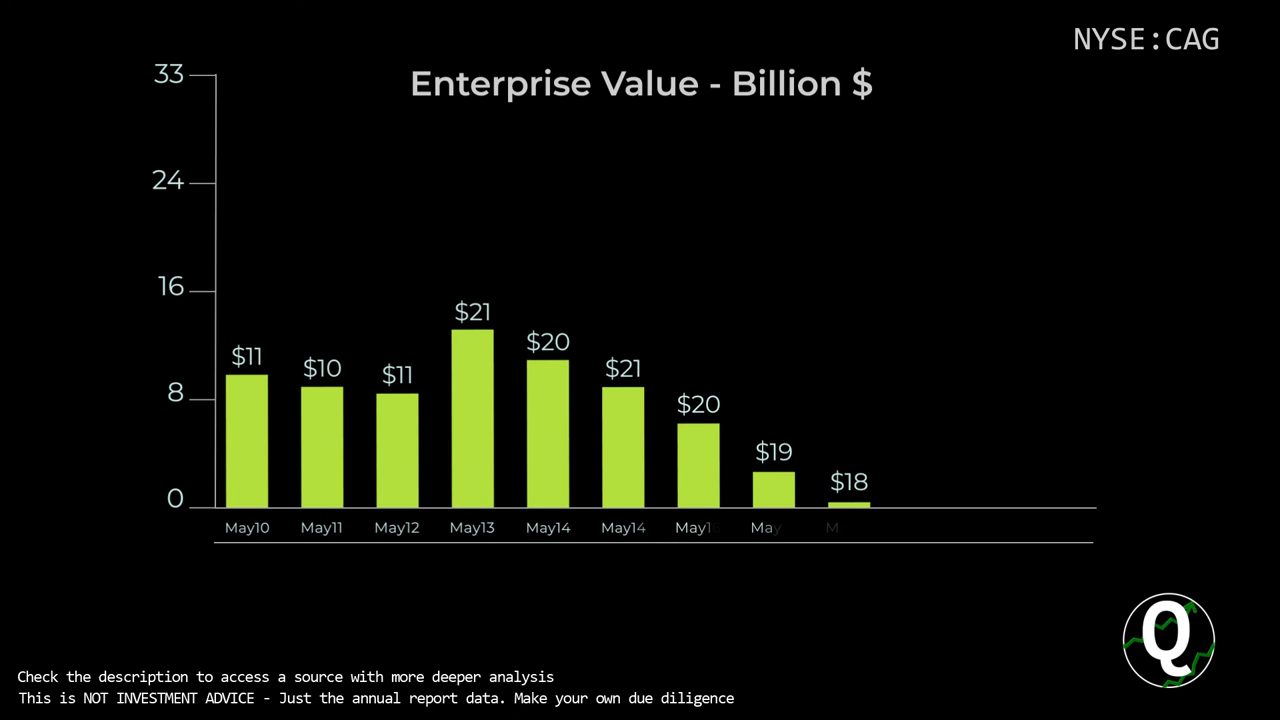 NYSE:CAG
Enterprise Value - Billion $
33
24
16
8
0
$11
$10
$11
$21
$20
$21
$20
$19
$18
May10 May11 May12 May13 May14 May14 May1 May M
Q
Check the description to access a source with more deeper analysis
This is NOT INVESTMENT ADVICE - Just the annual report data. Make your own due diligence